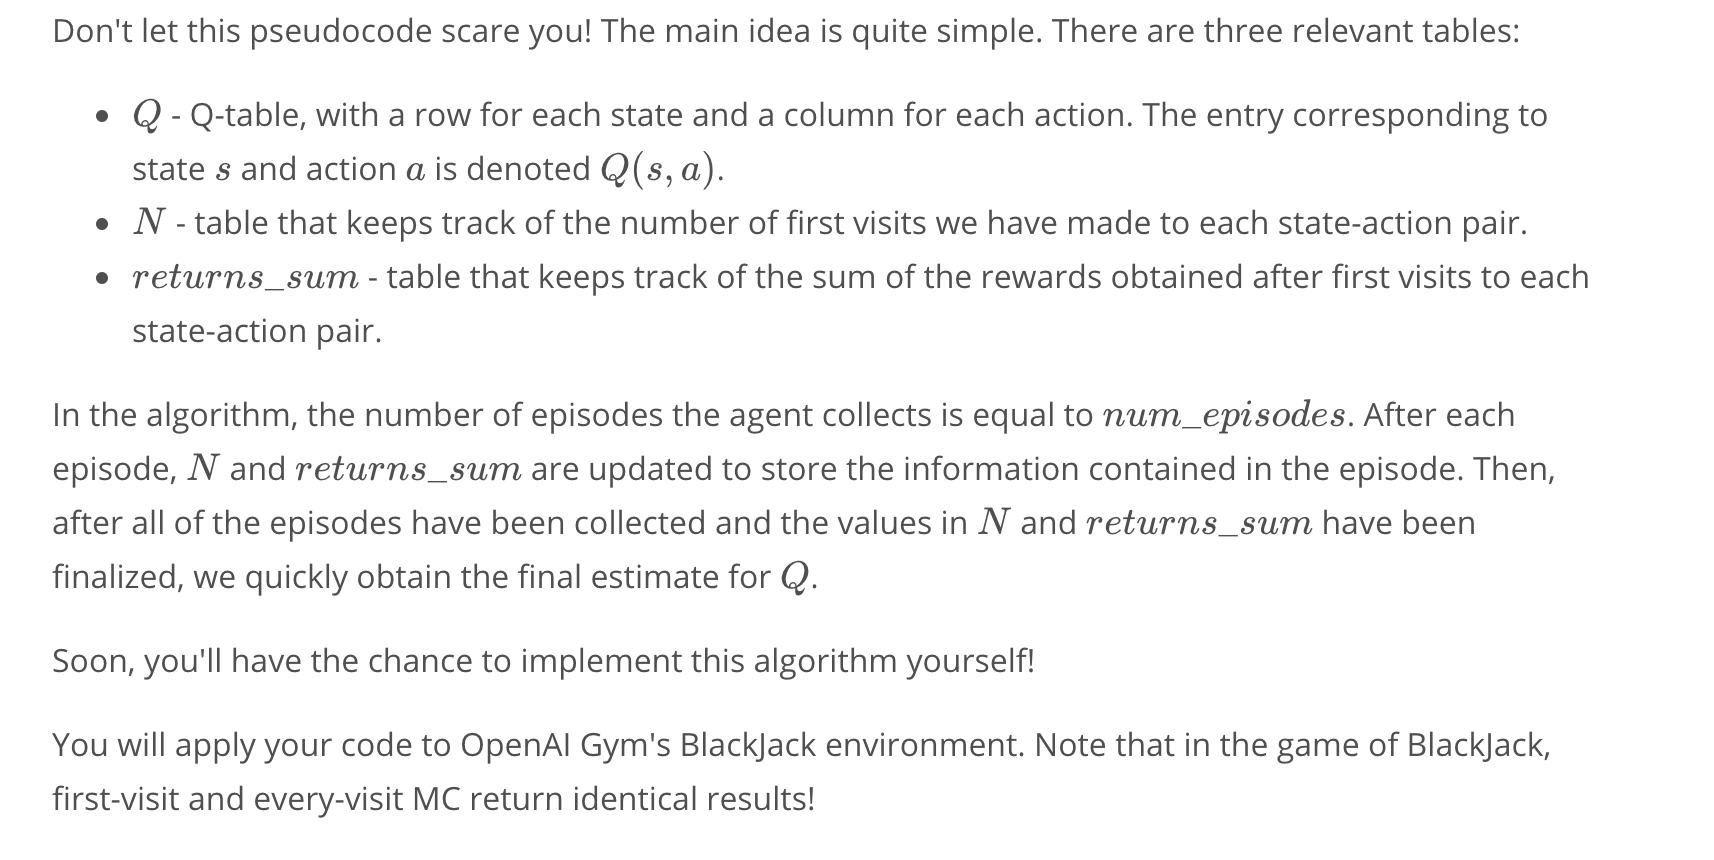 Don't let this pseudocode scare you! The main idea is quite simple. There are three relevant tables:
• Q - Q-table, with a row for each state and a column for each action. The entry corresponding to
state s and action a is denoted Q(s, a).
• N - table that keeps track of the number of first visits we have made to each state-action pair.
• returns_sum - table that keeps track of the sum of the rewards obtained after first visits to each
state-action pair.
In the algorithm, the number of episodes the agent collects is equal to num_episodes. After each
episode, N and returns_sum are updated to store the information contained in the episode. Then,
after all of the episodes have been collected and the values in N and returns_sum have been
finalized, we quickly obtain the final estimate for Q.
Soon, you'll have the chance to implement this algorithm yourself!
You will apply your code to OpenAI Gym's BlackJack environment. Note that in the game of BlackJack,
first-visit and every-visit MC return identical results!